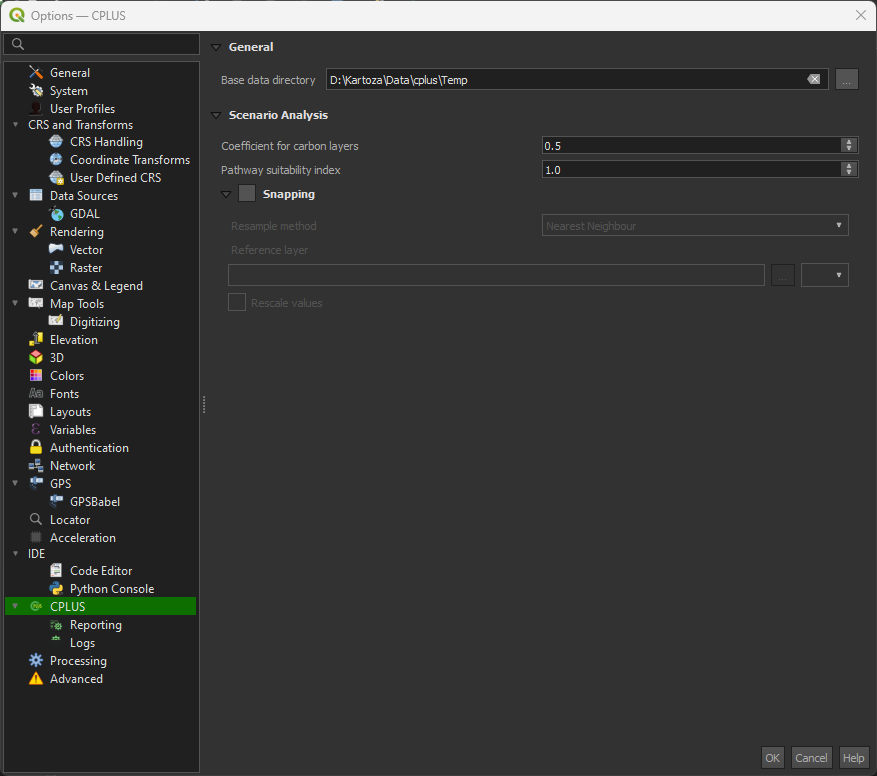 Options — CPLUS
General
System
User Profiles
CRS and Transforms
CRS Handling
Coordinate Transforms
User Defined CRS
Data Sources
GDAL
Rendering
Vector
Raster
Canvas & Legend
Map Tools
Digitizing
Elevation
3D
Colors
Fonts
Layouts
Variables
Authentication
Network
GPS
GPSBabel
Locator
Acceleration
IDE
Code Editor
Python Console
CPLUS
Reporting
Logs
Processing
Advanced
General
Base data directory D:\Kartoza\Data\cplus\Temp ...
Scenario Analysis
Coefficient for carbon layers 0.5
Pathway suitability index 1.0
Snapping
Resample method Nearest Neighbour
Reference layer
...
Rescale values
OK Cancel Help